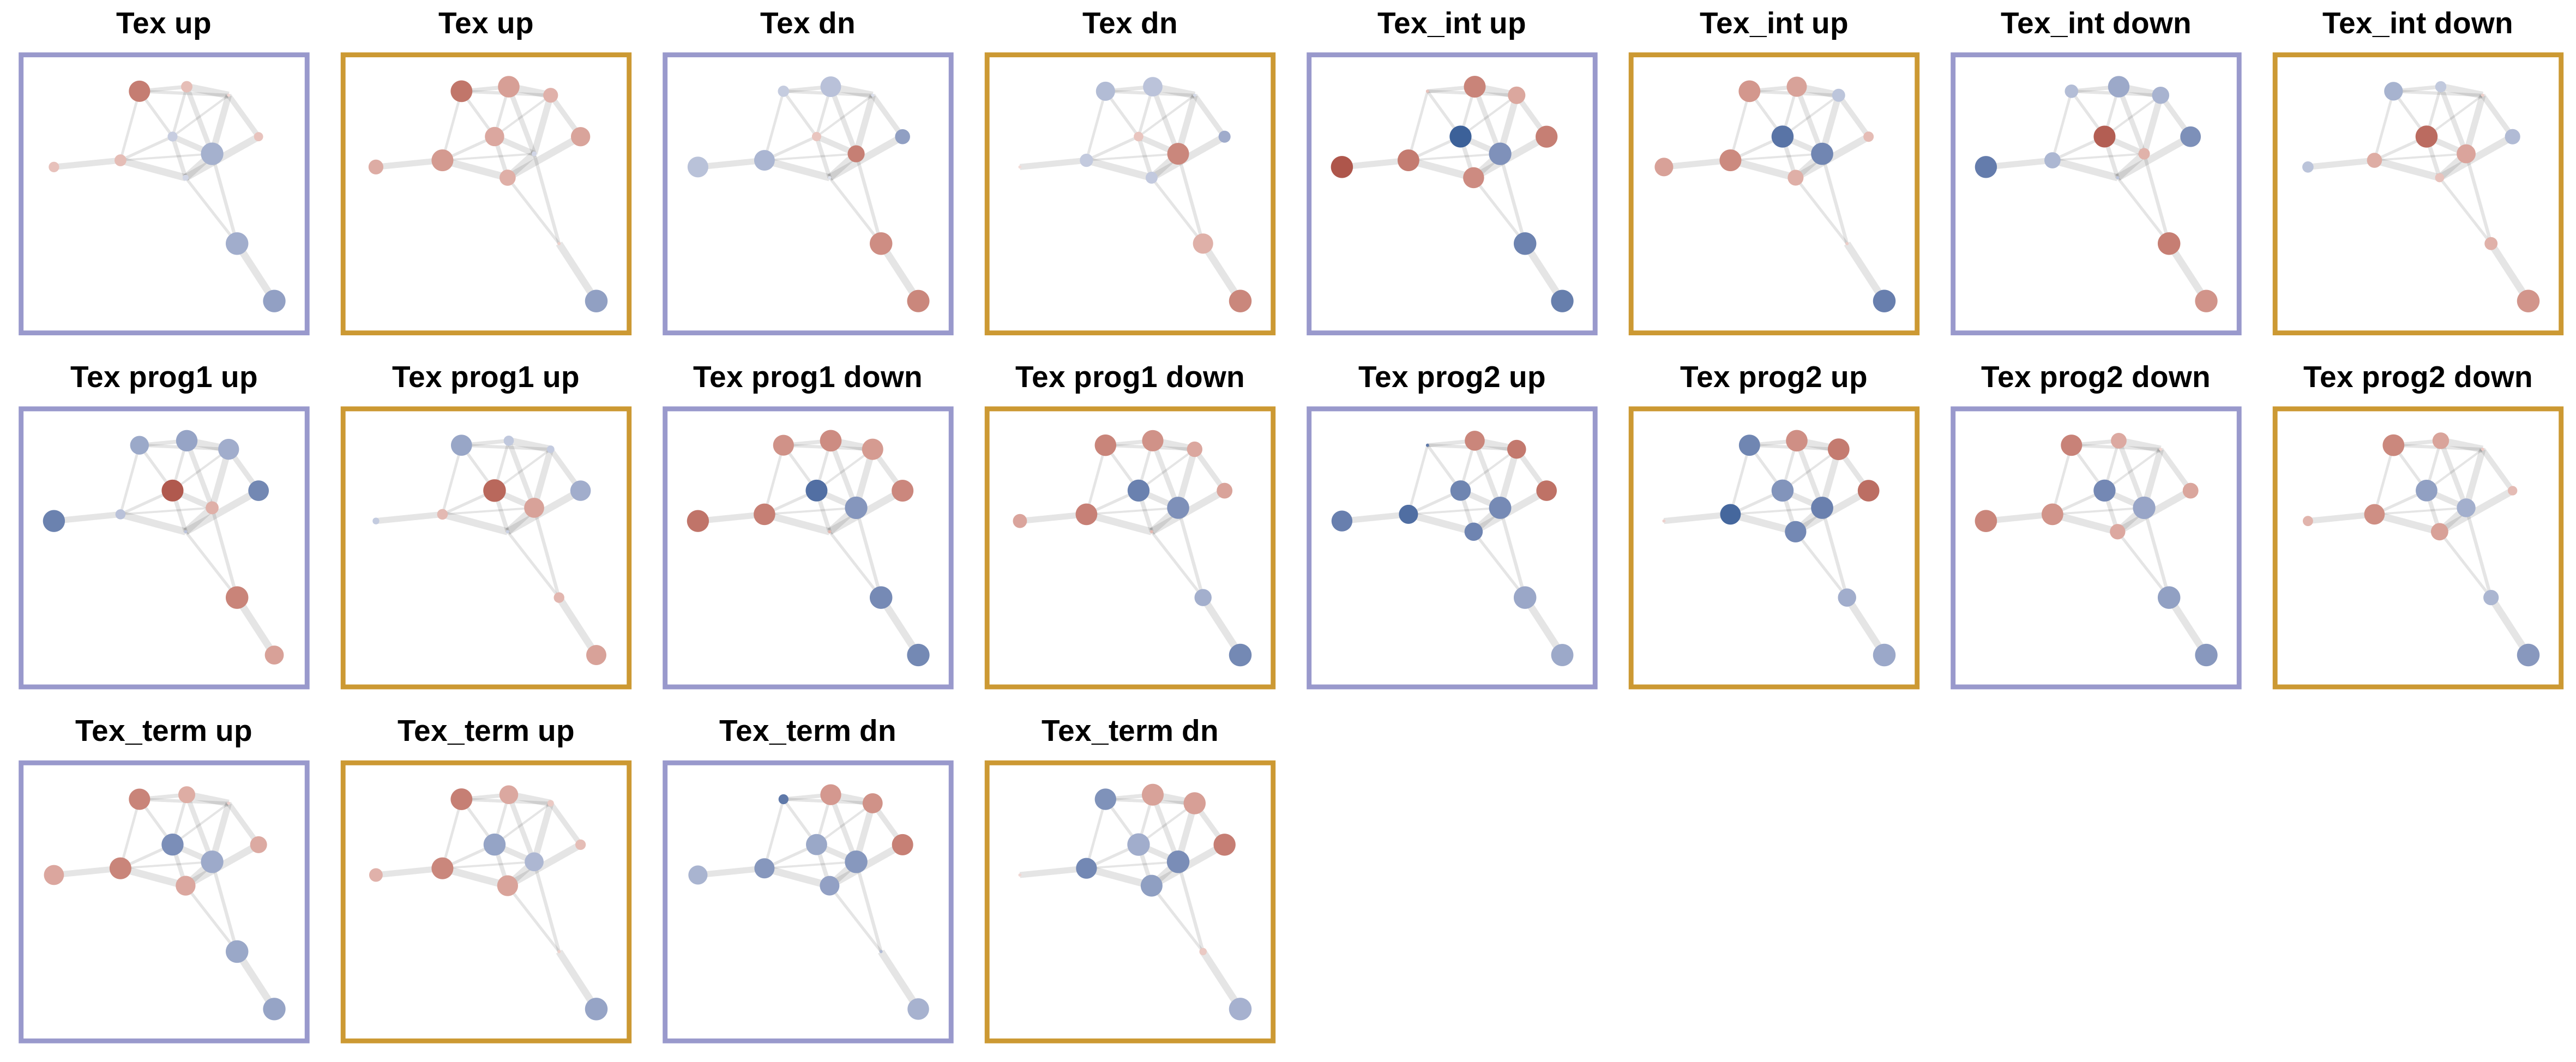 Tex up Tex up Tex dn Tex dn Tex_int up Tex_int up Tex_int down Tex_int down
Tex prog1 up Tex prog1 up Tex prog1 down Tex prog1 down Tex prog2 up Tex prog2 up Tex prog2 down Tex prog2 down
Tex_term up Tex_term up Tex_term dn Tex_term dn